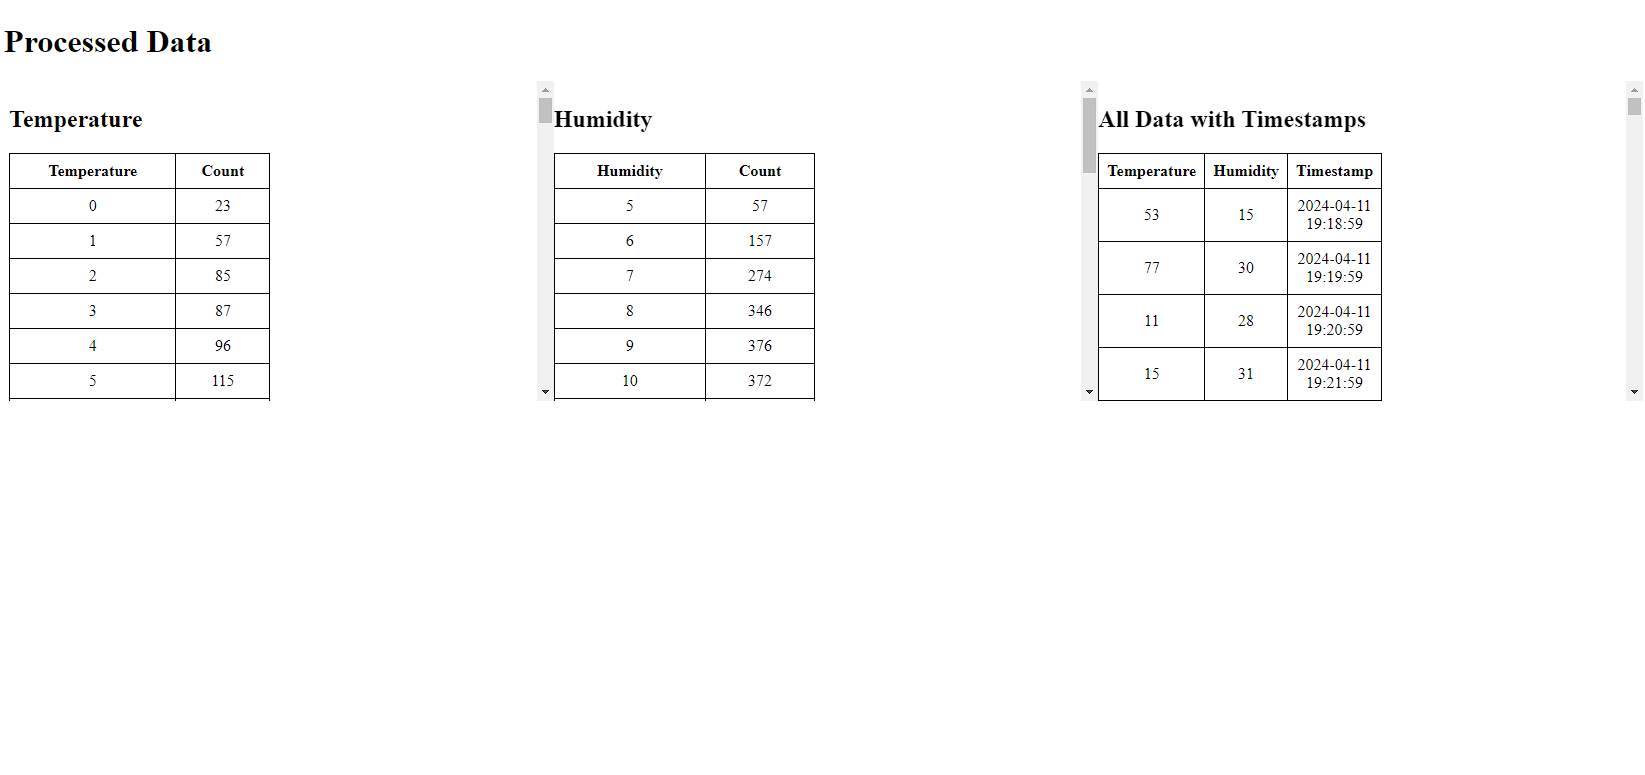 Processed Data
Temperature
Temperature Count
0 23
1 57
2 85
3 87
4 96
5 115
Humidity
Humidity Count
5 57
6 157
7 274
8 346
9 376
10 372
All Data with Timestamps
Temperature Humidity Timestamp
53 15 2024-04-11
19:18:59
77 30 2024-04-11
19:19:59
11 28 2024-04-11
19:20:59
15 31 2024-04-11
19:21:59